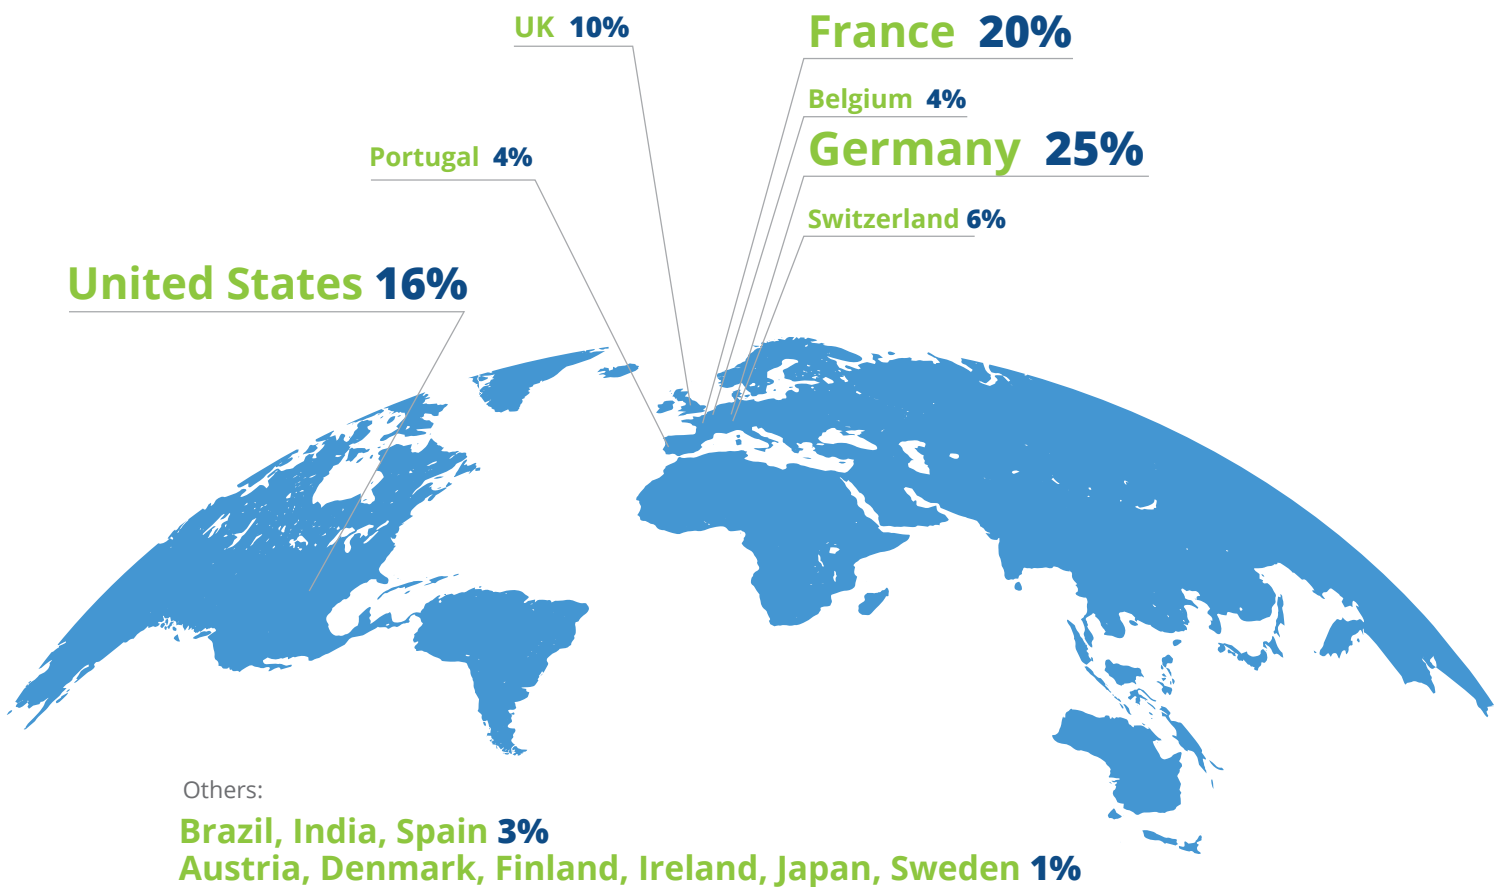 UK 10%
France 20%
Belgium 4%
Germany 25%
Portugal 4%
Switzerland 6%
United States 16%
Others:
Brazil, India, Spain 3%
Austria, Denmark, Finland, Ireland, Japan, Sweden 1%